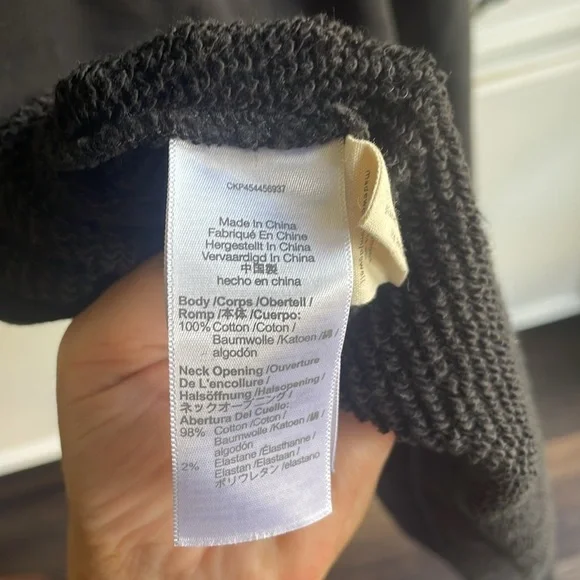 CKP454456937
Made In China
Fabriqué En Chine
Hergestellt In China
Vervaardigd In China
中国製
hecho en china
Body /Corps /Oberteil /
Romp /本体 /Cuerpo:
100% Cotton /Coton /
Baumwolle /Katoen /綿 /
algodón
Neck Opening /Ouverture
De L'encollure /
Halsöffnung /Halsopening /
ネックオープニング /
Abertura Del Cuello:
98% Cotton /Coton /
Baumwolle /Katoen /綿 /
algodón
2% Elastane /Élasthanne /
Elastan /Elastaan /
ポリウレタン /elastano